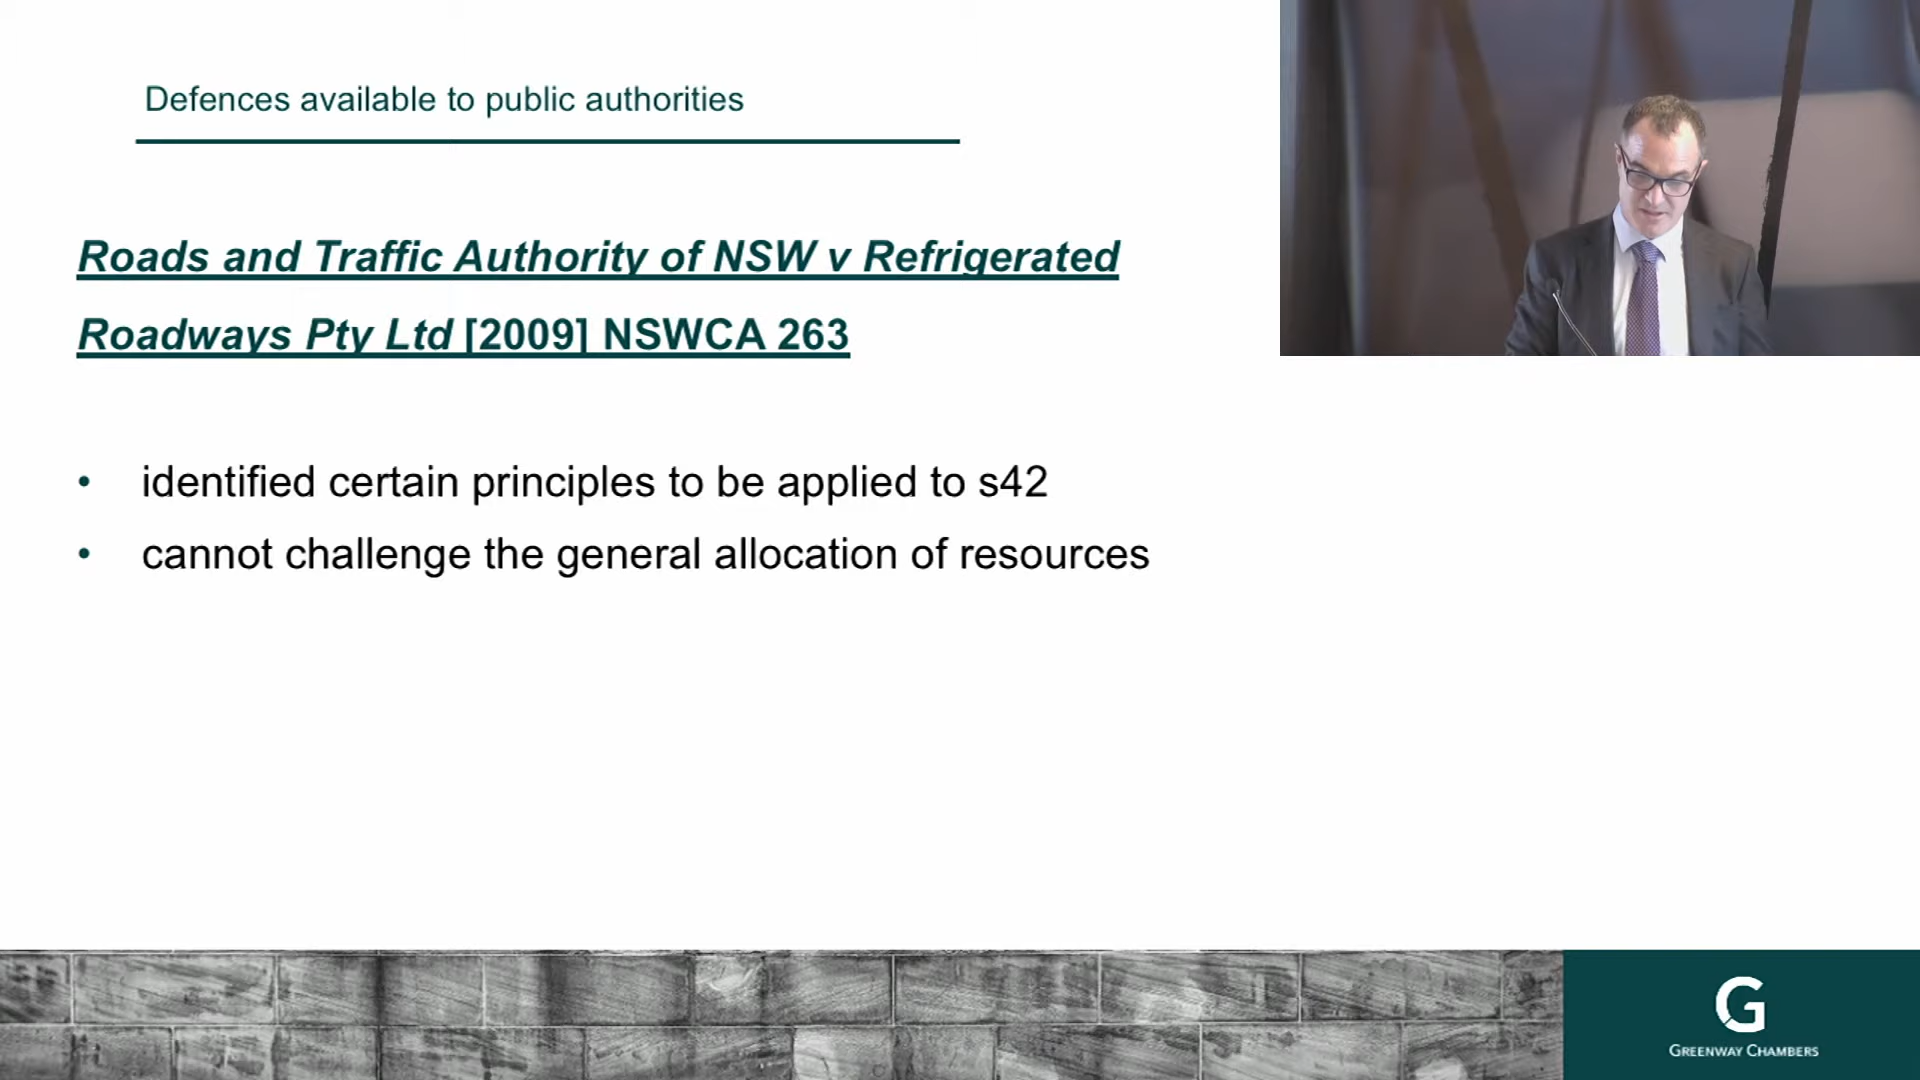 Defences available to public authorities
Roads and Traffic Authority of NSW v Refrigerated
Roadways Pty Ltd [2009] NSWCA 263
• identified certain principles to be applied to s42
• cannot challenge the general allocation of resources
G
GREENWAY CHAMBERS